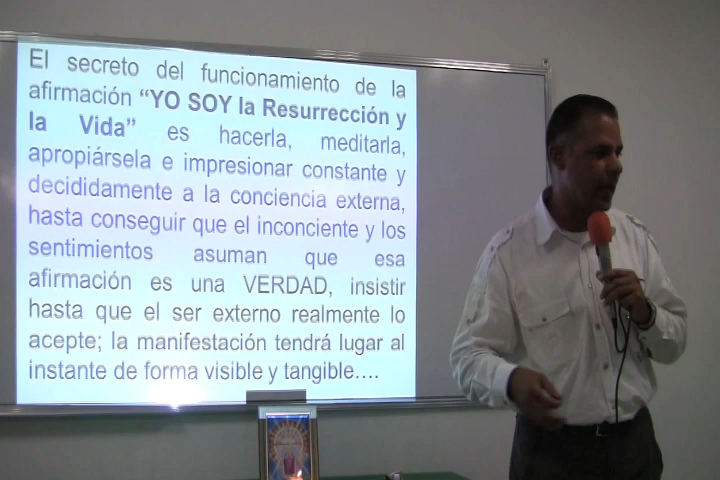 El secreto del funcionamiento de la
afirmación “YO SOY la Resurrección y
la Vida” es hacerla, meditarla,
apropiársela e impresionar constante y
decididamente a la conciencia externa,
hasta conseguir que el inconciente y los
sentimientos asuman que esa
afirmación es una VERDAD, insistir
hasta que el ser externo realmente lo
acepte; la manifestación tendrá lugar al
instante de forma visible y tangible….